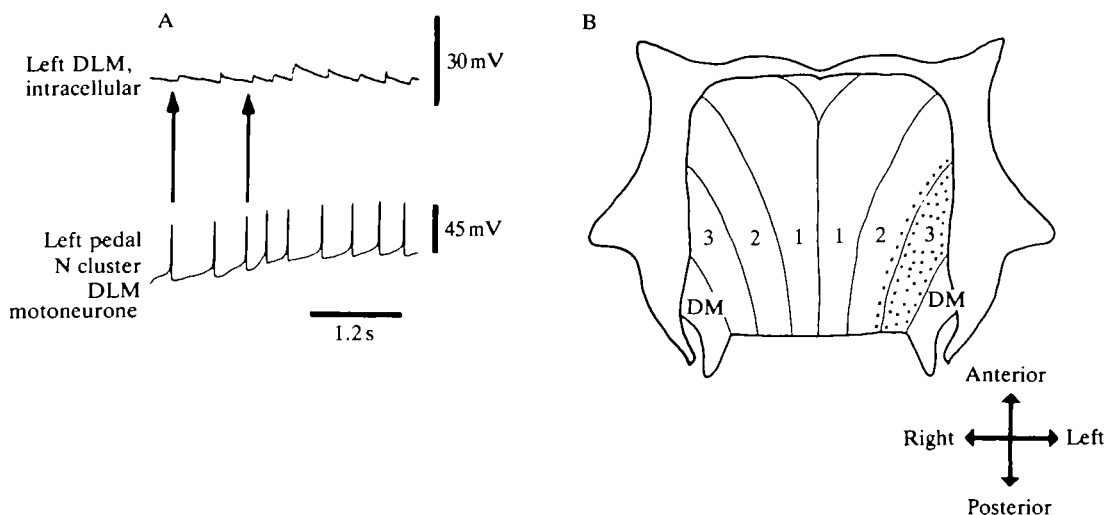 A
Left DLM,
intracellular
30 mV
Left pedal
N cluster
DLM
motoneurone
45 mV
1.2 s
B
3 2 1 1 2 3
DM DM
Anterior
Right Left
Posterior